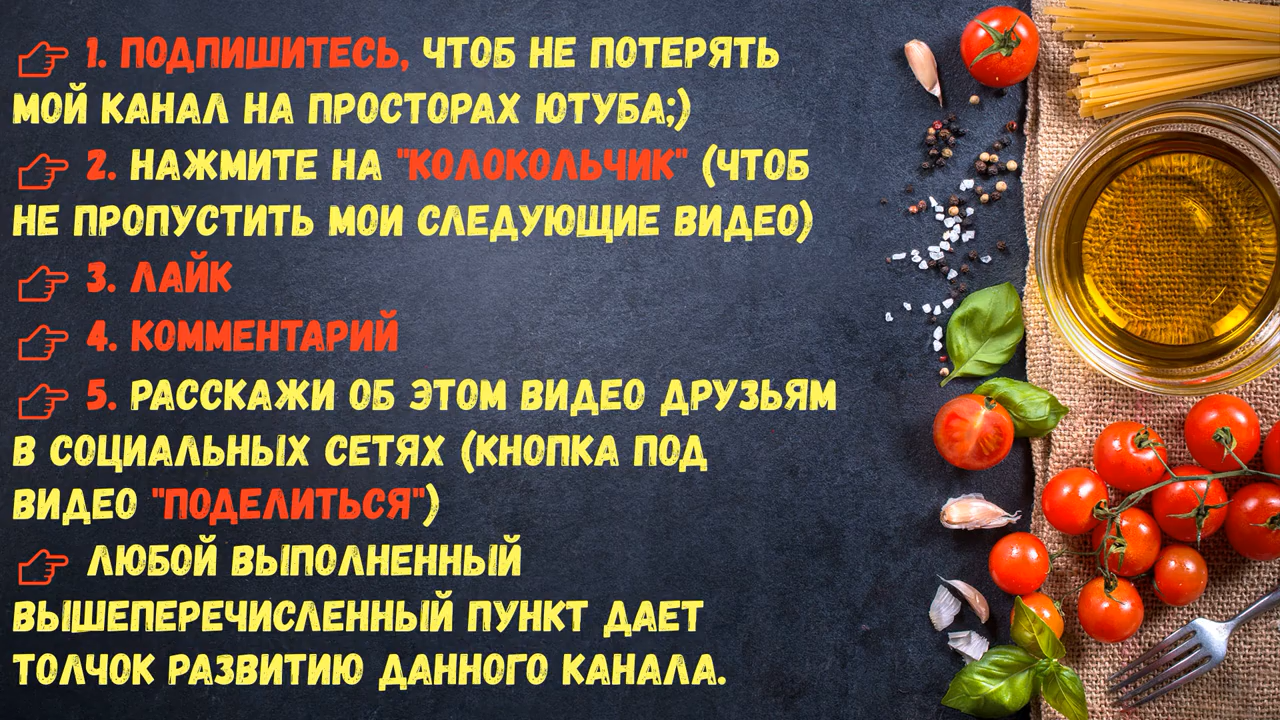 1. ПОДПИШИТЕСЬ, ЧТОБ НЕ ПОТЕРЯТЬ
МОЙ КАНАЛ НА ПРОСТОРАХ ЮТУБА;)
2. НАЖМИТЕ НА "КОЛОКОЛЬЧИК" (ЧТОБ
НЕ ПРОПУСТИТЬ МОИ СЛЕДУЮЩИЕ ВИДЕО)
3. ЛАЙК
4. КОММЕНТАРИЙ
5. РАССКАЖИ ОБ ЭТОМ ВИДЕО ДРУЗЬЯМ
В СОЦИАЛЬНЫХ СЕТЯХ (КНОПКА ПОД
ВИДЕО "ПОДЕЛИТЬСЯ")
ЛЮБОЙ ВЫПОЛНЕННЫЙ
ВЫШЕПЕРЕЧИСЛЕННЫЙ ПУНКТ ДАЕТ
ТОЛЧОК РАЗВИТИЮ ДАННОГО КАНАЛА.